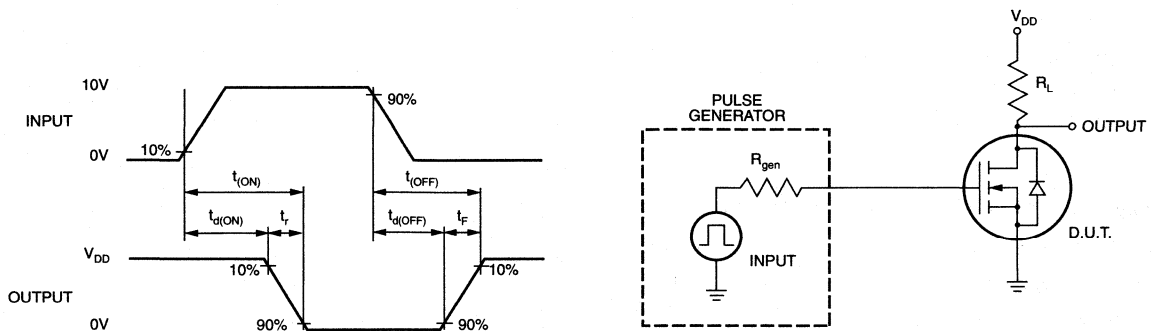 10V
INPUT
0V
10%
90%
t(ON)
t(OFF)
td(ON)
tr
td(OFF)
tF
VDD
OUTPUT
0V
10%
90%
90%
10%
PULSE
GENERATOR
Rgen
INPUT
VDD
RL
OUTPUT
D.U.T.